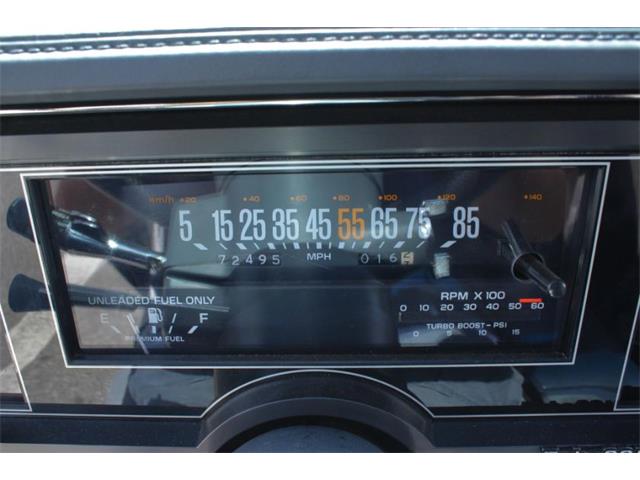 km/h 20 40 60 80 100 120 140
5 15 25 35 45 55 65 75 85
72495 MPH 016
UNLEADED FUEL ONLY
E F
PREMIUM FUEL
RPM X 100
0 10 20 30 40 50 60
TURBO BOOST-PSI
0 5 10 15